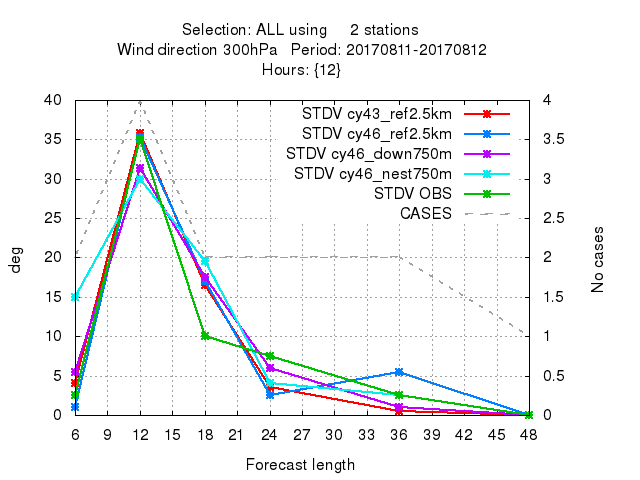 Selection: ALL using 2 stations
Wind direction 300hPa Period: 20170811-20170812
Hours: {12}
40 4
STDV cy43_ref2.5km
35 3.5
STDV cy46_ref2.5km
STDV cy46_down750m
30 3
STDV cy46_nest750m
STDV OBS
25 2.5
CASES
20 2
deg
No cases
15 1.5
10 1
5 0.5
0 0
6 9 12 15 18 21 24 27 30 33 36 39 42 45 48
Forecast length